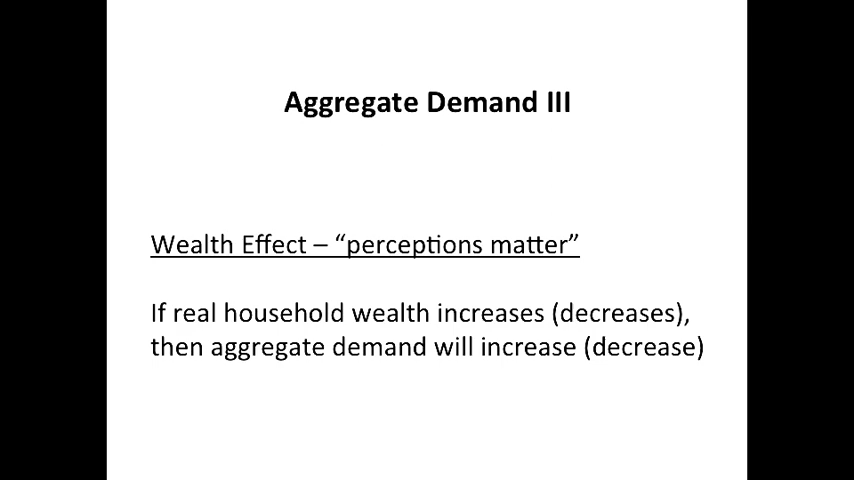 Aggregate Demand III
Wealth Effect – “perceptions matter”
If real household wealth increases (decreases),
then aggregate demand will increase (decrease)